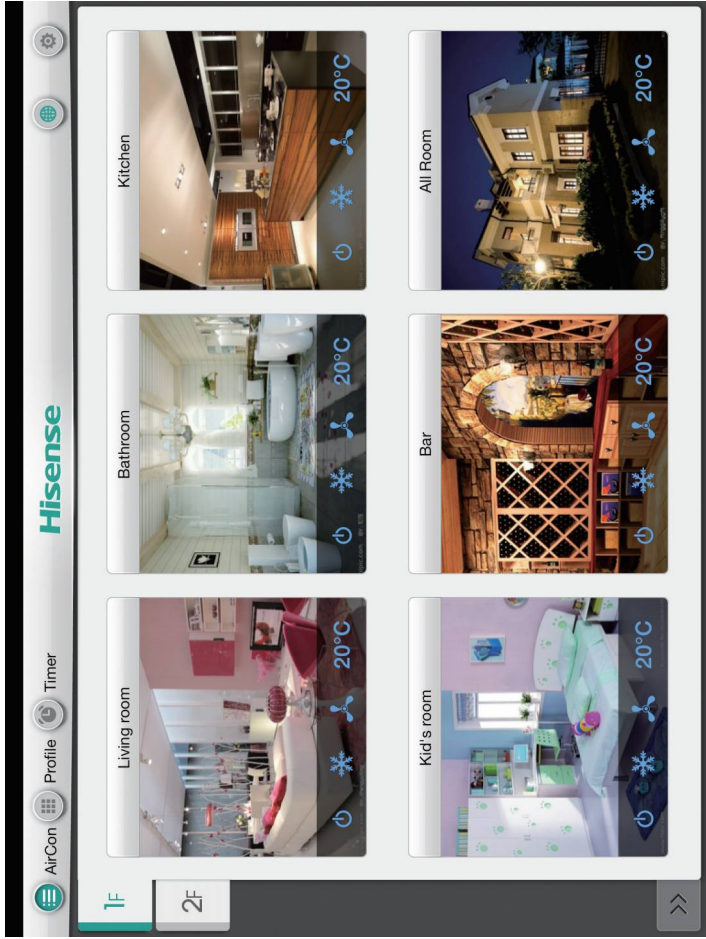 AirCon Profile Timer
Hisense
1F
2F
Living room
20°C
Bathroom
20°C
Kitchen
20°C
Kid's room
20°C
Bar
20°C
All Room
20°C